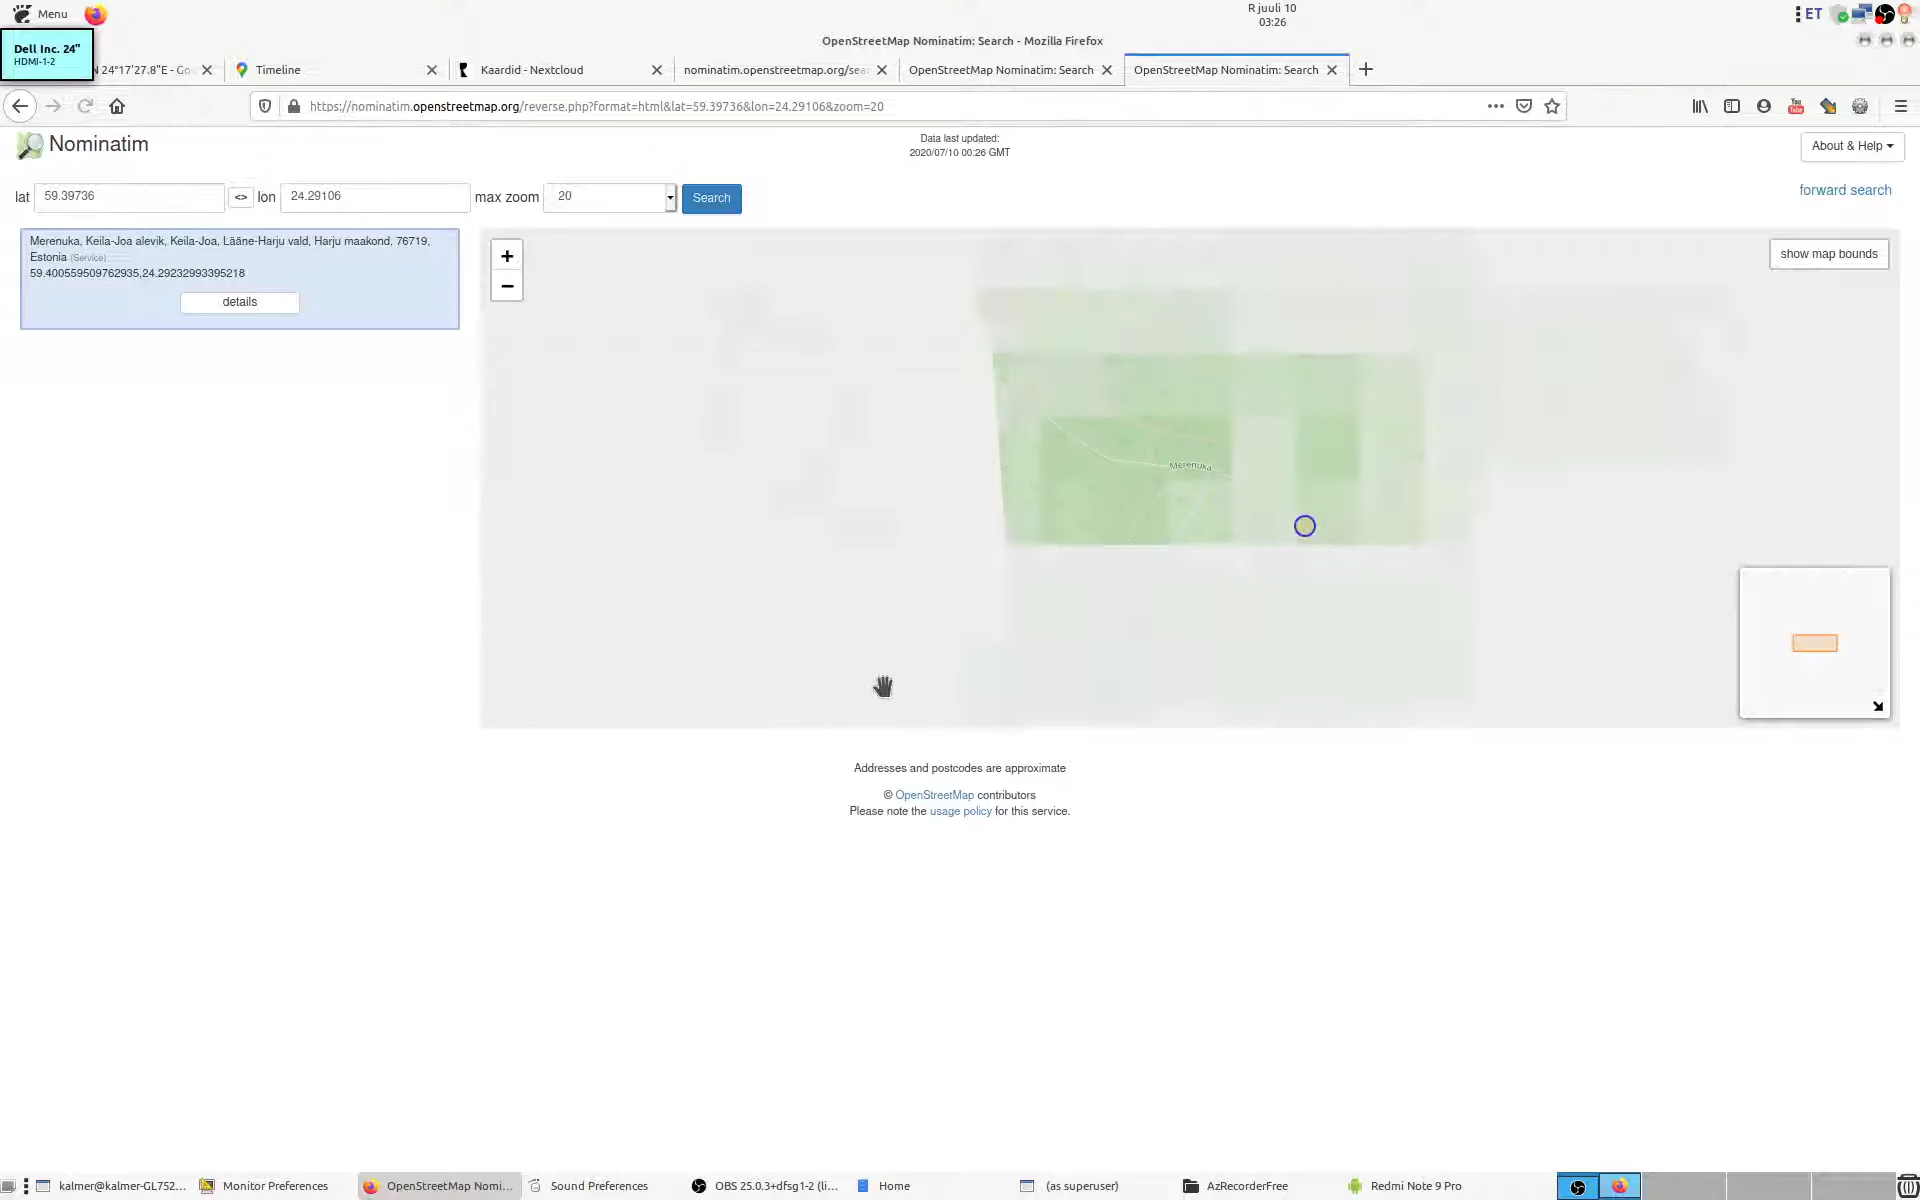 Menu
R juuli 10
03:26
ET
OpenStreetMap Nominatim: Search - Mozilla Firefox
Dell Inc. 24"
HDMI-1-2
N 24°17'27.8"E - Go
Timeline
Kaardid - Nextcloud
nominatim.openstreetmap.org/sea
OpenStreetMap Nominatim: Search
OpenStreetMap Nominatim: Search
https://nominatim.openstreetmap.org/reverse.php?format=html&lat=59.39736&lon=24.29106&zoom=20
Nominatim
Data last updated:
2020/07/10 00:26 GMT
About & Help
forward search
lat 59.39736 <> lon 24.29106 max zoom 20 Search
Merenuka, Keila-Joa alevik, Keila-Joa, Lääne-Harju vald, Harju maakond, 76719,
Estonia (Service)
59.400559509762935,24.29232993395218
details
+
−
show map bounds
Merenuka
Addresses and postcodes are approximate
© OpenStreetMap contributors
Please note the usage policy for this service.
kalmer@kalmer-GL752...
Monitor Preferences
OpenStreetMap Nomi...
Sound Preferences
OBS 25.0.3+dfsg1-2 (li...
Home
(as superuser)
AzRecorderFree
Redmi Note 9 Pro